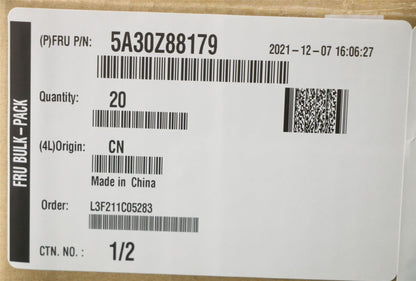 (P)FRU P/N: 5A30Z88179 2021-12-07 16:06:27
Quantity: 20
(4L)Origin: CN
Made in China
Order: L3F211C05283
CTN. NO.: 1/2
FRU BULK-PACK